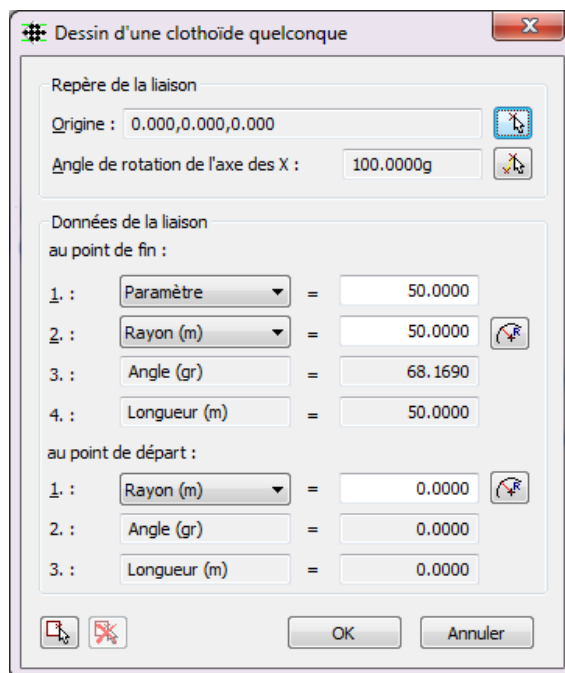 Dessin d'une clothoïde quelconque
Repère de la liaison
Origine : 0.000,0.000,0.000
Angle de rotation de l'axe des X : 100.0000g
Données de la liaison
au point de fin :
1. : Paramètre = 50.0000
2. : Rayon (m) = 50.0000
3. : Angle (gr) = 68.1690
4. : Longueur (m) = 50.0000
au point de départ :
1. : Rayon (m) = 0.0000
2. : Angle (gr) = 0.0000
3. : Longueur (m) = 0.0000
OK Annuler